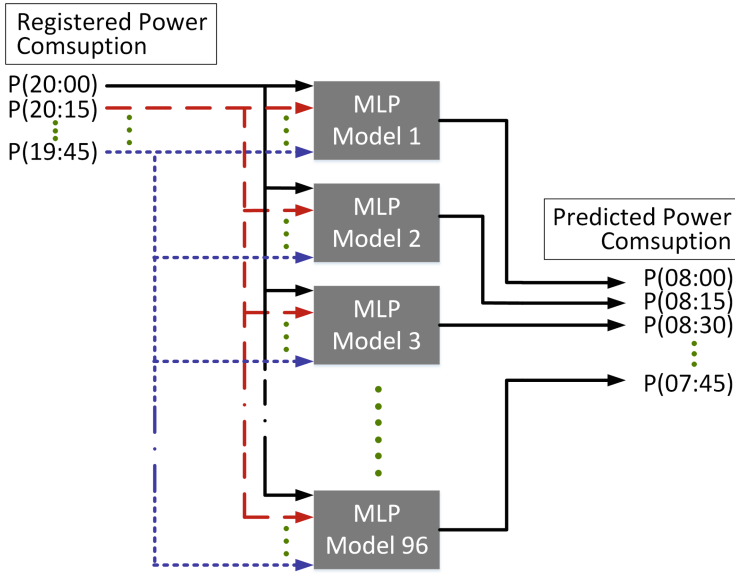 Registered Power
Comsuption
P(20:00)
P(20:15)
P(19:45)
MLP
Model 1
MLP
Model 2
MLP
Model 3
MLP
Model 96
Predicted Power
Comsuption
P(08:00)
P(08:15)
P(08:30)
P(07:45)